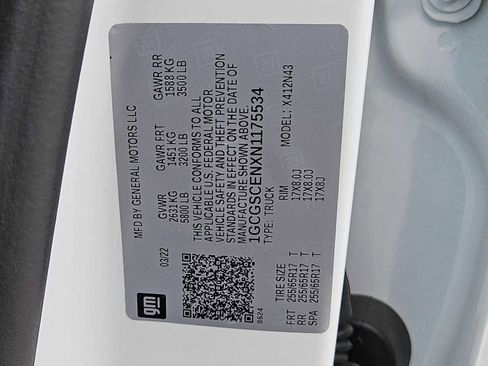 MFD BY GENERAL MOTORS LLC
03/22
gm
GVWR GAWR FRT GAWR RR
2631 KG 1451 KG 1588 KG
5800 LB 3200 LB 3500 LB
THIS VEHICLE CONFORMS TO ALL
APPLICABLE U.S. FEDERAL MOTOR
VEHICLE SAFETY AND THEFT PREVENTION
STANDARDS IN EFFECT ON THE DATE OF
MANUFACTURE SHOWN ABOVE.
1GCGSCENXN1175534
TYPE: TRUCK MODEL: X412N43
8624
TIRE SIZE RIM
FRT 255/65R17 T 17X8.0J
RR 255/65R17 T 17X8.0J
SPA 255/65R17 T 17X8J